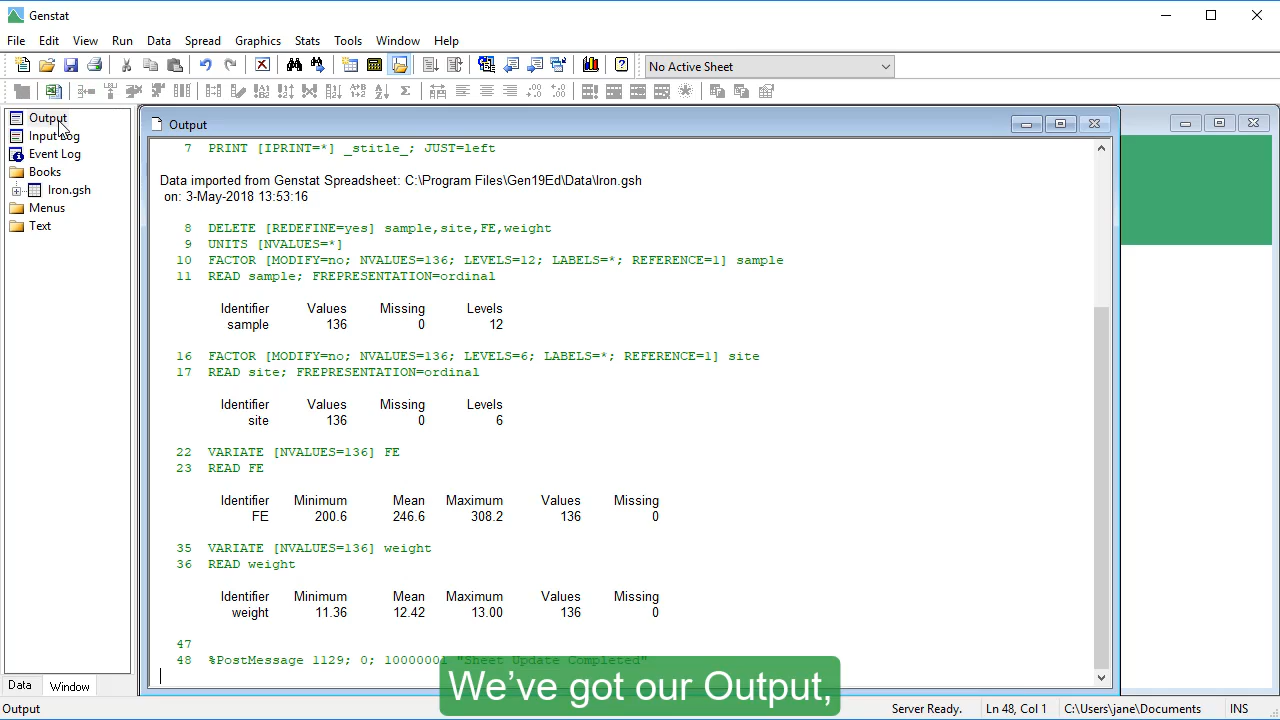 Genstat
File Edit View Run Data Spread Graphics Stats Tools Window Help
No Active Sheet
Output
Input Log
Event Log
Books
Iron.gsh
Menus
Text
Data Window
Output
7 PRINT [IPRINT=*] _stitle_; JUST=left
Data imported from Genstat Spreadsheet: C:\Program Files\Gen19Ed\Data\Iron.gsh
on: 3-May-2018 13:53:16
8 DELETE [REDEFINE=yes] sample,site,FE,weight
9 UNITS [NVALUES=*]
10 FACTOR [MODIFY=no; NVALUES=136; LEVELS=12; LABELS=*; REFERENCE=1] sample
11 READ sample; FREPRESENTATION=ordinal
Identifier Values Missing Levels
sample 136 0 12
16 FACTOR [MODIFY=no; NVALUES=136; LEVELS=6; LABELS=*; REFERENCE=1] site
17 READ site; FREPRESENTATION=ordinal
Identifier Values Missing Levels
site 136 0 6
22 VARIATE [NVALUES=136] FE
23 READ FE
Identifier Minimum Mean Maximum Values Missing
FE 200.6 246.6 308.2 136 0
35 VARIATE [NVALUES=136] weight
36 READ weight
Identifier Minimum Mean Maximum Values Missing
weight 11.36 12.42 13.00 136 0
47
48 %PostMessage 1129; 0; 10000001 "Sheet Update Completed"
We've got our Output,
Output Server Ready. Ln 48, Col 1 C:\Users\jane\Documents INS